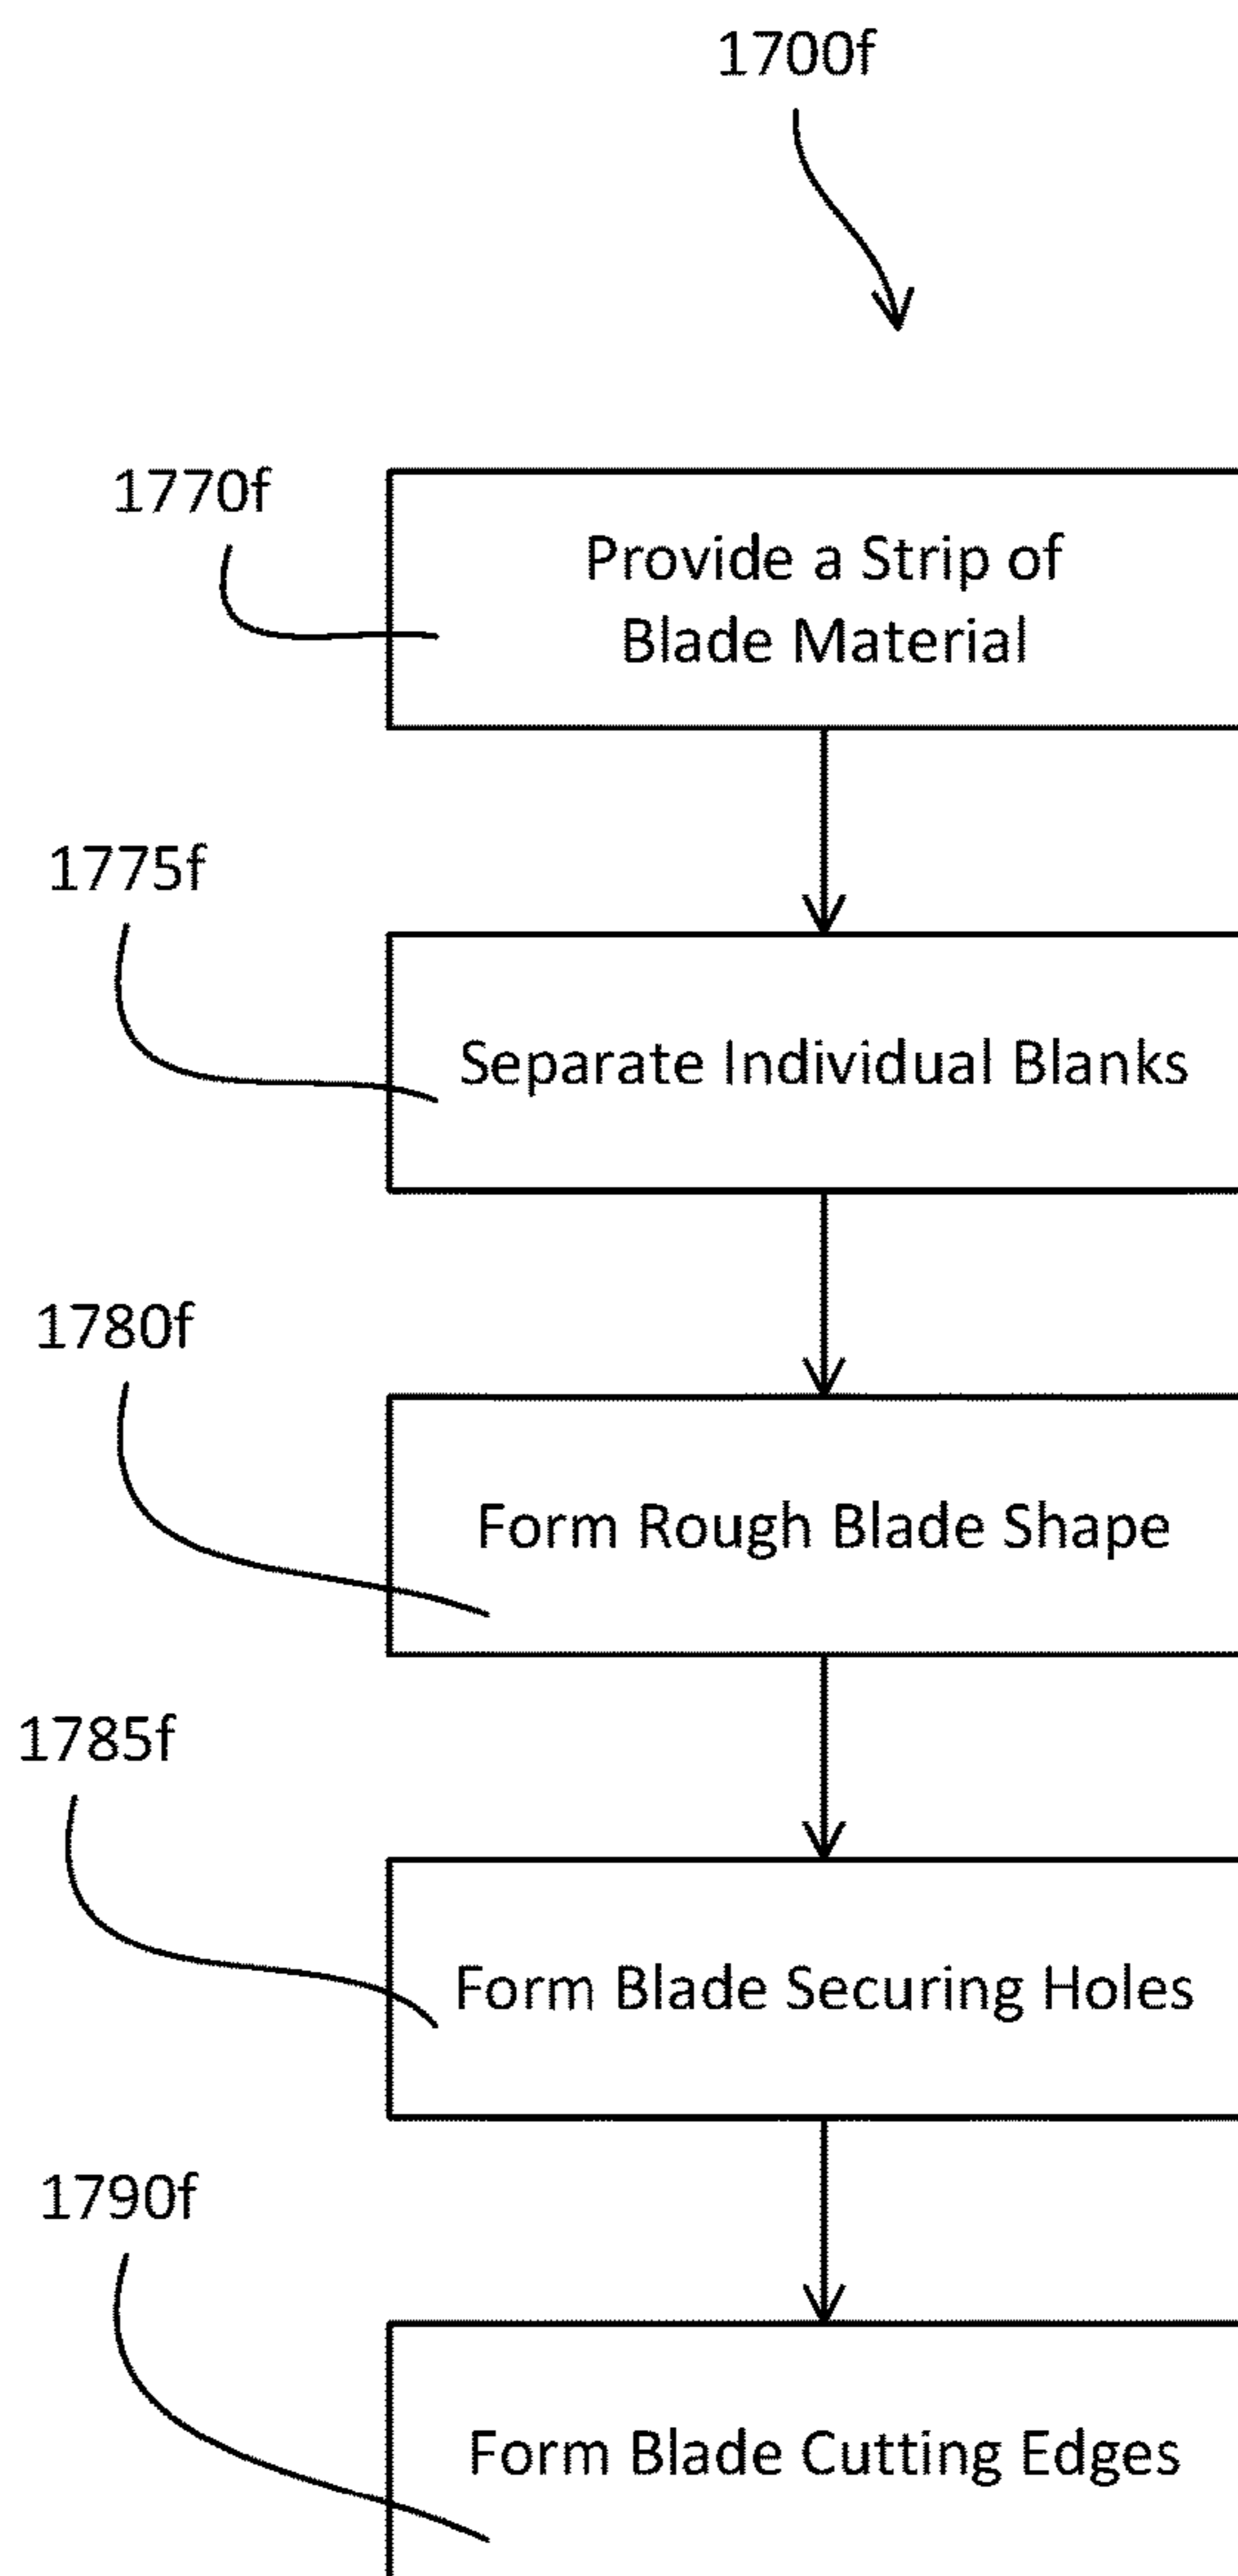 1700f
1770f
Provide a Strip of
Blade Material
1775f
Separate Individual Blanks
1780f
Form Rough Blade Shape
1785f
Form Blade Securing Holes
1790f
Form Blade Cutting Edges